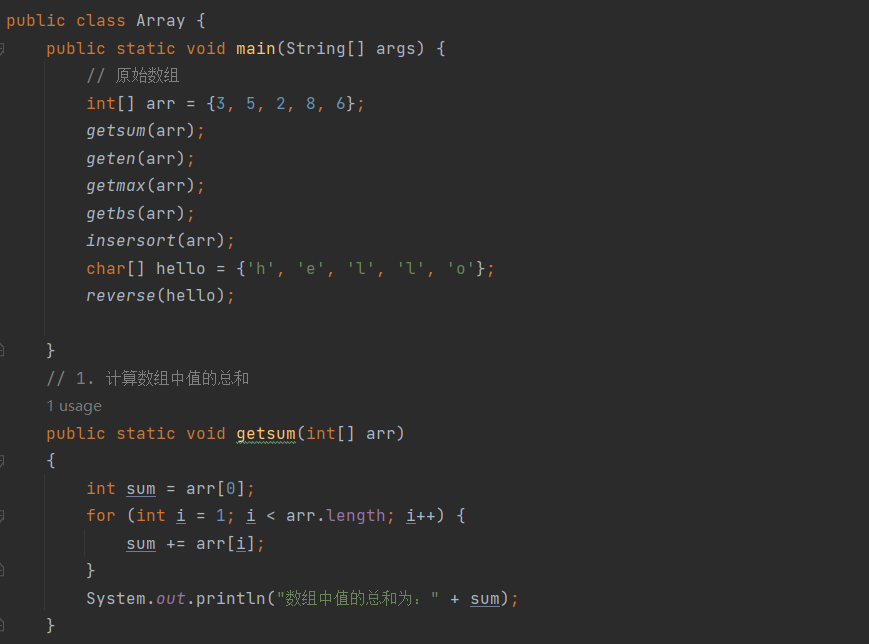 public class Array {
public static void main(String[] args) {
// 原始数组
int[] arr = {3, 5, 2, 8, 6};
getsum(arr);
geten(arr);
getmax(arr);
getbs(arr);
insersort(arr);
char[] hello = {'h', 'e', 'l', 'l', 'o'};
reverse(hello);
}
// 1. 计算数组中值的总和
1 usage
public static void getsum(int[] arr)
{
int sum = arr[0];
for (int i = 1; i < arr.length; i++) {
sum += arr[i];
}
System.out.println("数组中值的总和为：" + sum);
}